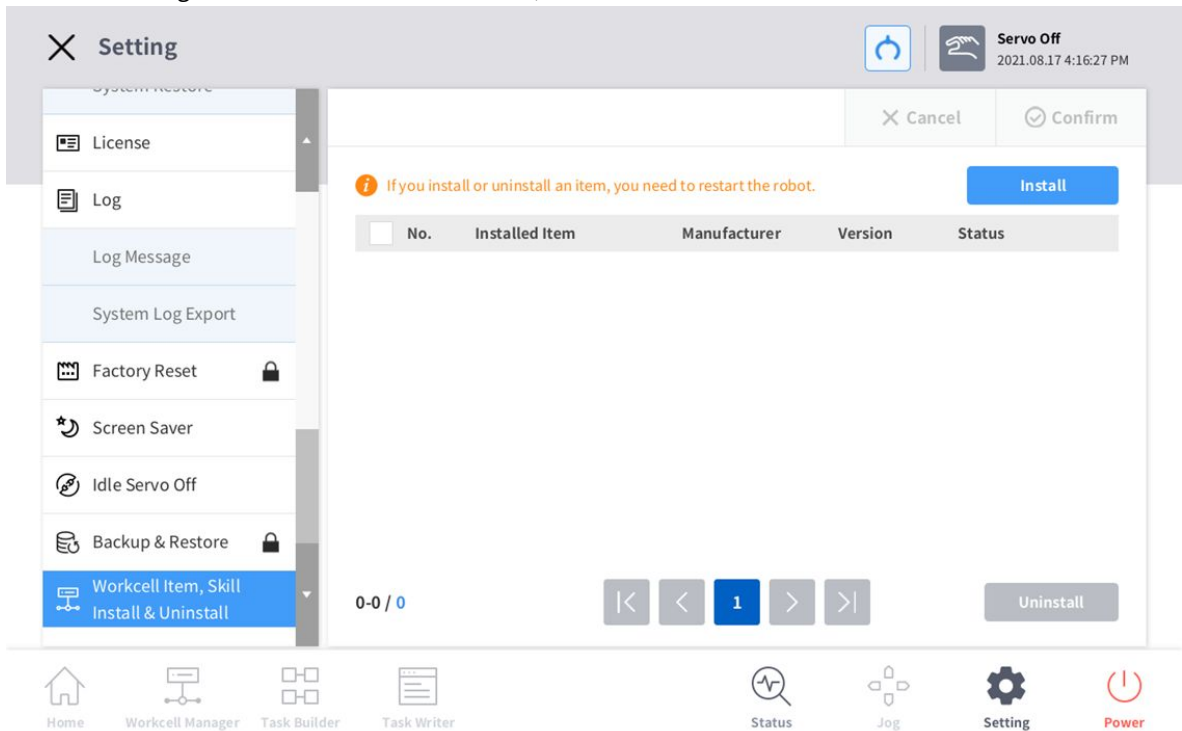 Setting
Servo Off
2021.08.17 4:16:27 PM
System Restore
License
Log
Log Message
System Log Export
Factory Reset
Screen Saver
Idle Servo Off
Backup & Restore
Workcell Item, Skill
Install & Uninstall
Cancel
Confirm
If you install or uninstall an item, you need to restart the robot.
Install
No. Installed Item Manufacturer Version Status
0-0 / 0
1
Uninstall
Home Workcell Manager Task Builder Task Writer Status Jog Setting Power